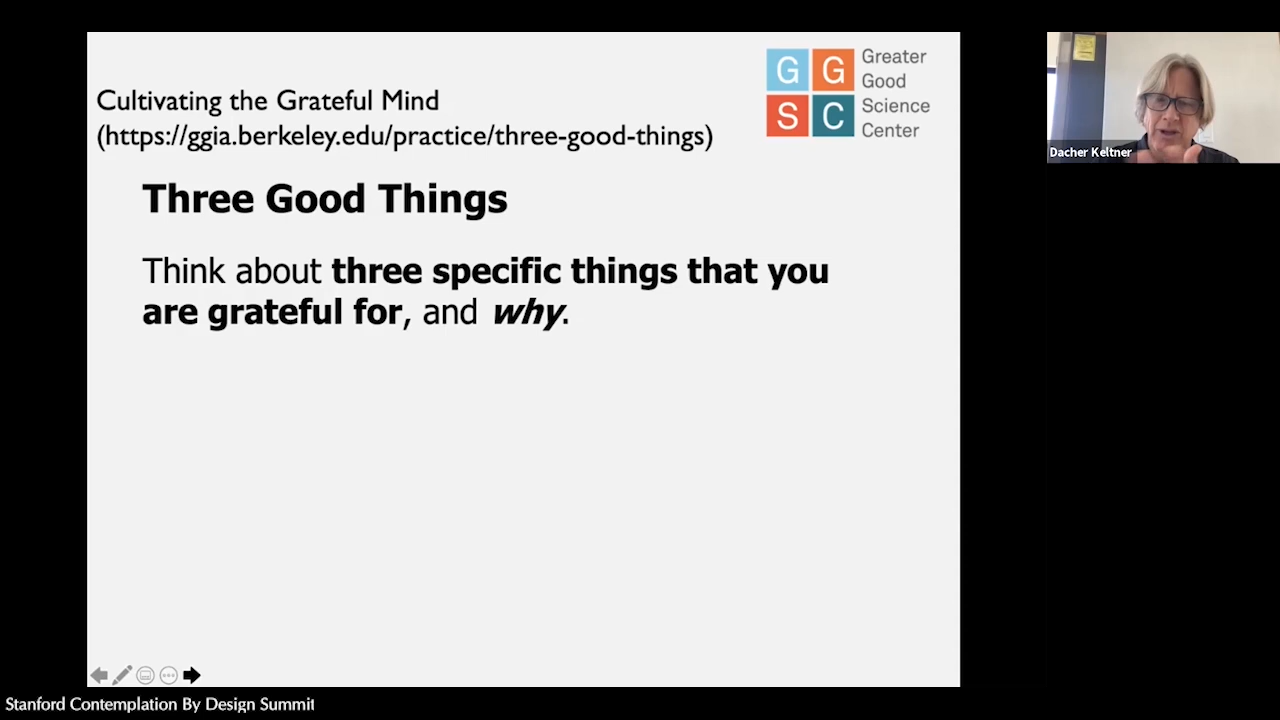 Cultivating the Grateful Mind
(https://ggia.berkeley.edu/practice/three-good-things)
G G
S C
Greater
Good
Science
Center
Three Good Things
Think about three specific things that you
are grateful for, and why.
Dacher Keltner
Stanford Contemplation By Design Summit